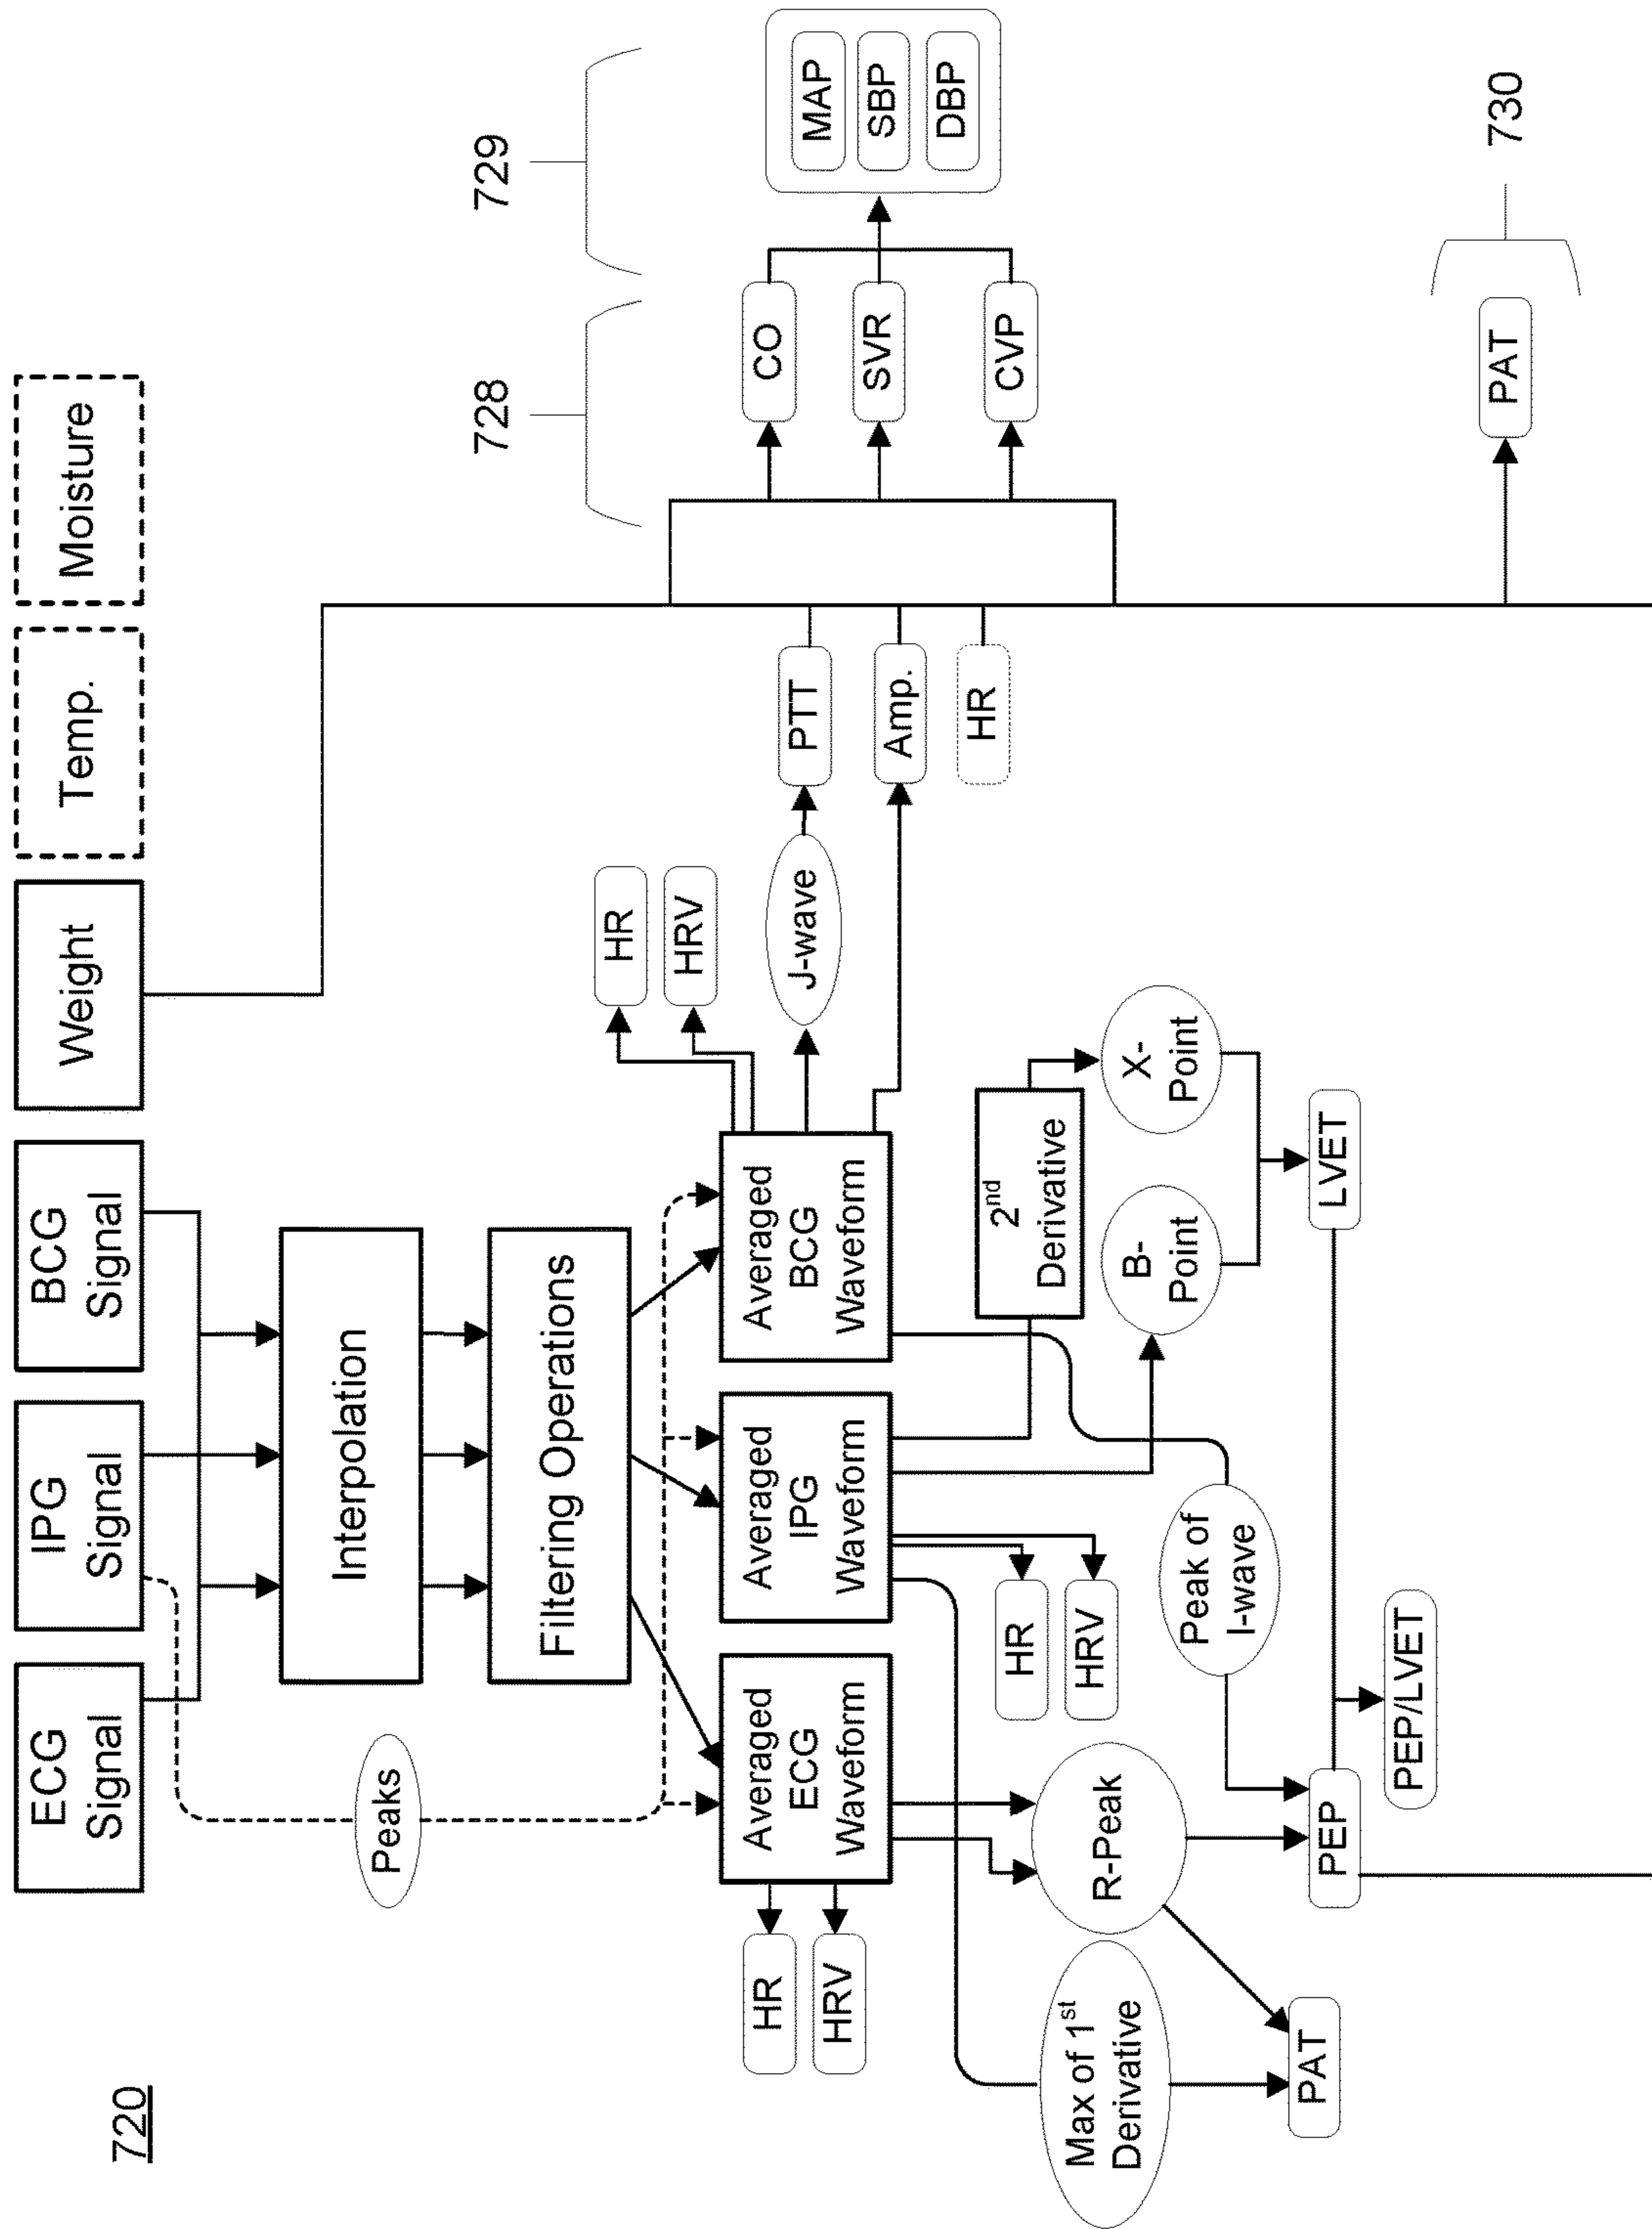 720
ECG
Signal
IPG
Signal
BCG
Signal
Weight
Temp.
Moisture
Peaks
Interpolation
Filtering Operations
Averaged
ECG
Waveform
Averaged
IPG
Waveform
Averaged
BCG
Waveform
HR
HRV
HR
HRV
HR
HRV
J-wave
PTT
Amp.
HR
728
729
CO
SVR
CVP
MAP
SBP
DBP
2nd
Derivative
X-
Point
B-
Point
LVET
Peak of
I-wave
R-Peak
Max of 1st
Derivative
PAT
PEP
PEP/LVET
PAT
730